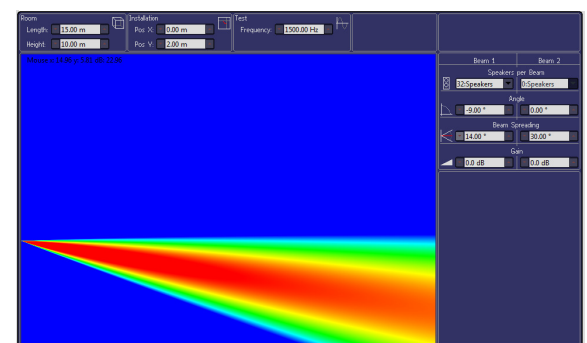 Room
Length: 15.00 m
Height: 10.00 m
Installation
Pos X: 0.00 m
Pos Y: 2.00 m
Test
Frequency: 1500.00 Hz
Beam 1 Beam 2
Speakers per Beam
32:Speakers 0:Speakers
Angle
-9.00 ° 0.00 °
Beam Spreading
14.00 ° 30.00 °
Gain
0.0 dB 0.0 dB